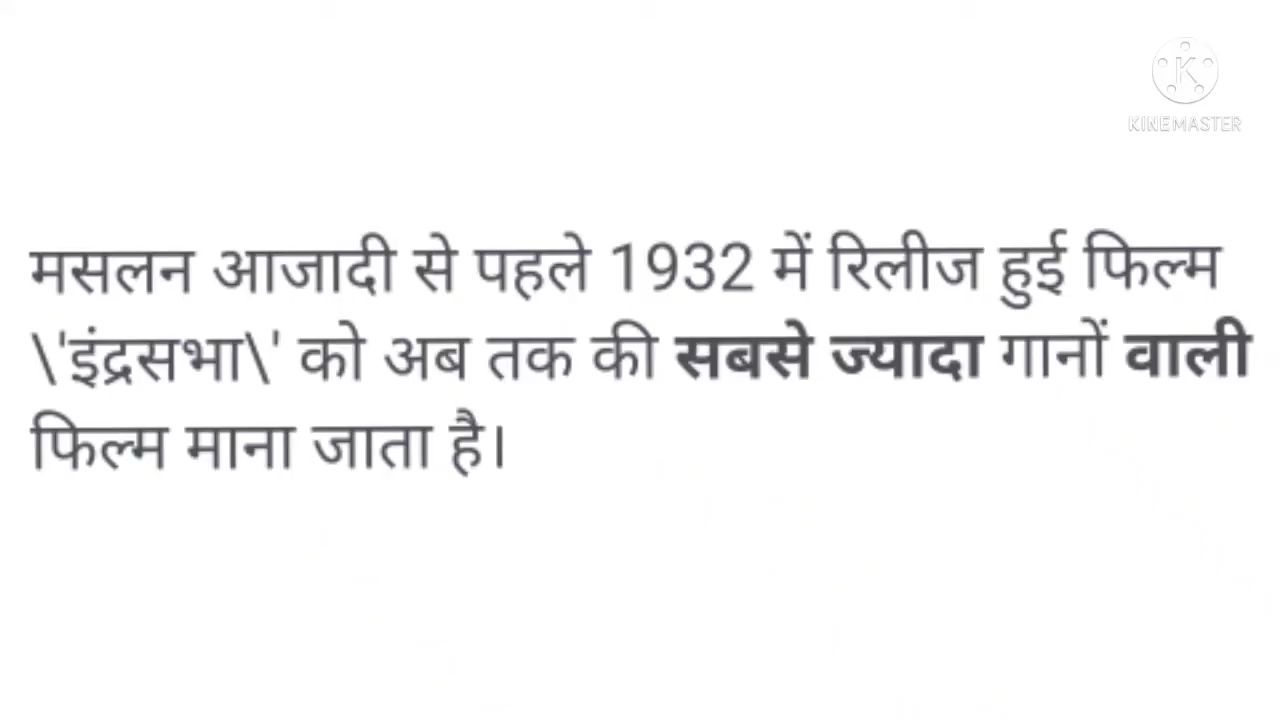 KINEMASTER
मसलन आजादी से पहले 1932 में रिलीज हुई फिल्म
\'इंद्रसभा\' को अब तक की सबसे ज्यादा गानों वाली
फिल्म माना जाता है।